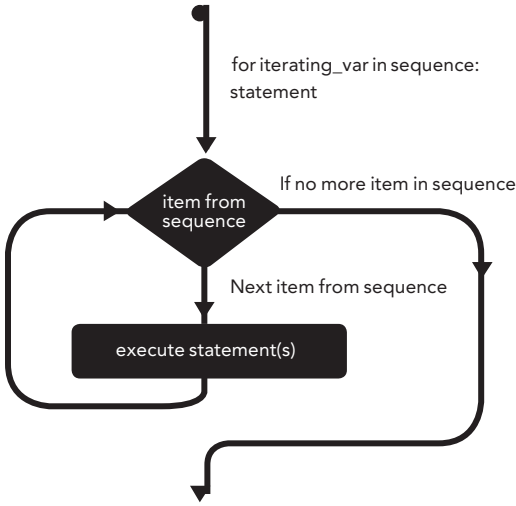 for iterating_var in sequence:
statement
If no more item in sequence
item from
sequence
Next item from sequence
execute statement(s)